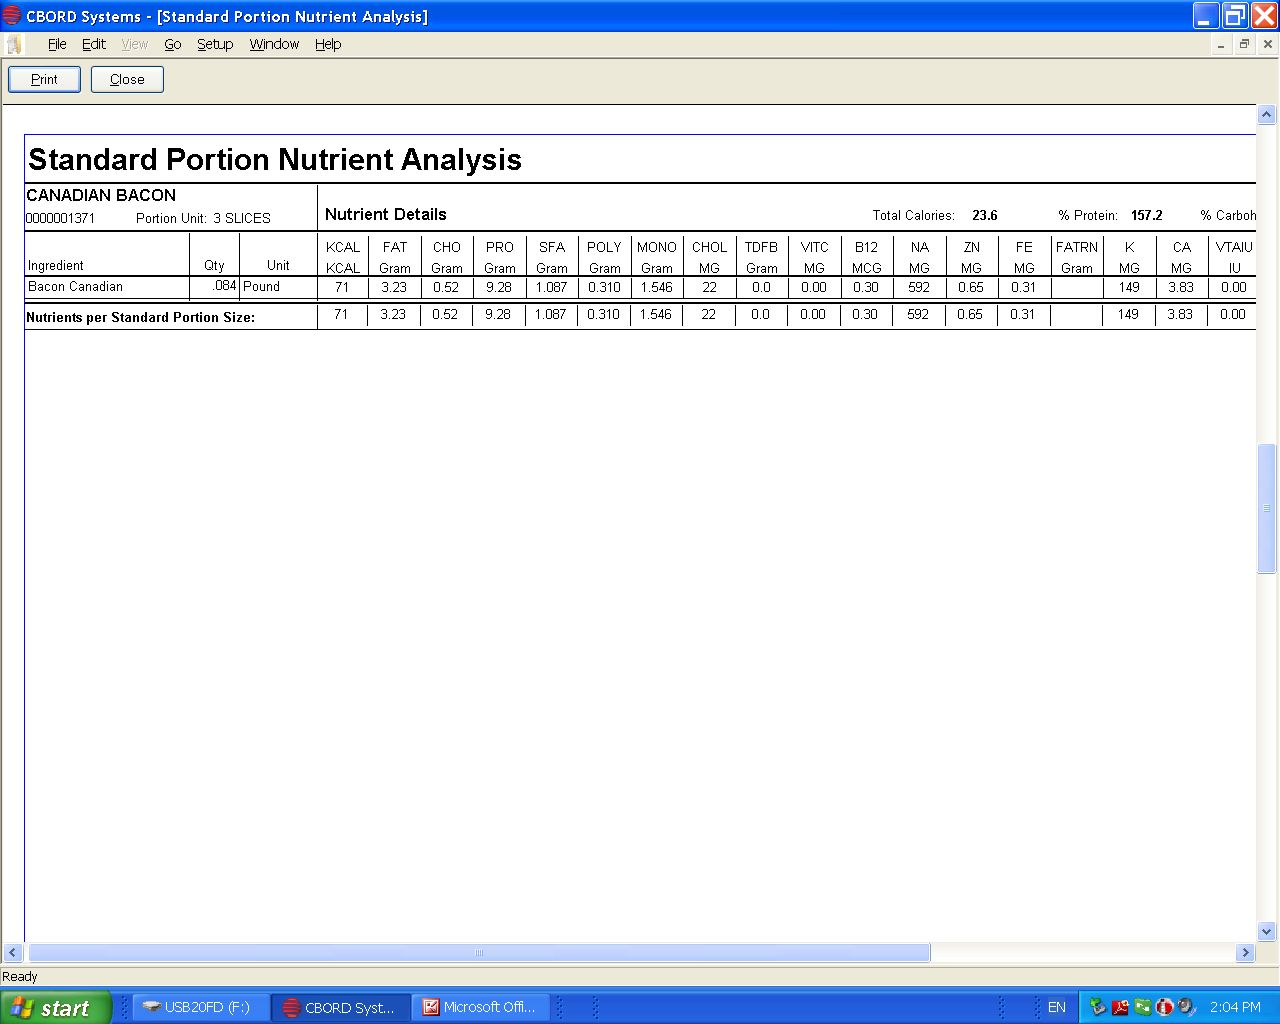 CBORD Systems - [Standard Portion Nutrient Analysis]
File Edit View Go Setup Window Help
Print Close
Standard Portion Nutrient Analysis
CANADIAN BACON
0000001371 Portion Unit: 3 SLICES
Nutrient Details Total Calories: 23.6 % Protein: 157.2 % Carboh
KCAL FAT CHO PRO SFA POLY MONO CHOL TDFB VITC B12 NA ZN FE FATRN K CA VTAIU
Ingredient Qty Unit KCAL Gram Gram Gram Gram Gram Gram MG Gram MG MCG MG MG MG Gram MG MG IU
Bacon Canadian .084 Pound 71 3.23 0.52 9.28 1.087 0.310 1.546 22 0.0 0.00 0.30 592 0.65 0.31 149 3.83 0.00
Nutrients per Standard Portion Size: 71 3.23 0.52 9.28 1.087 0.310 1.546 22 0.0 0.00 0.30 592 0.65 0.31 149 3.83 0.00
Ready
start USB20FD (F:) CBORD Syst... Microsoft Offi... EN 2:04 PM